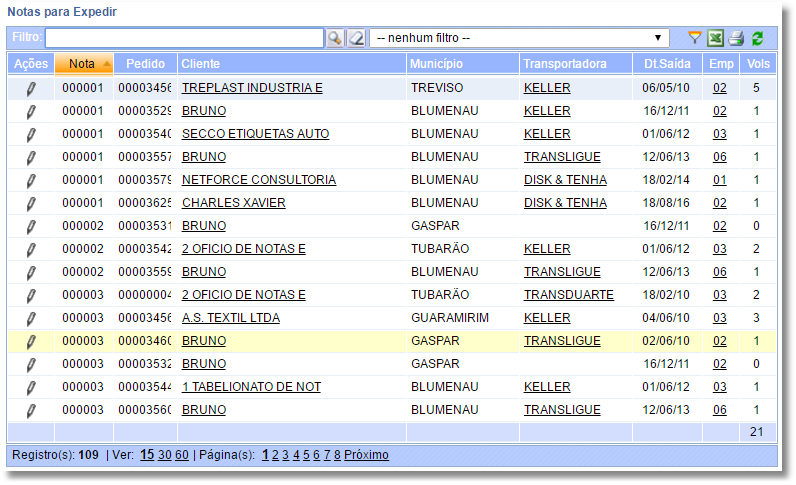 Notas para Expedir
Filtro: -- nenhum filtro --
Ações Nota Pedido Cliente Município Transportadora Dt.Saída Emp Vols
000001 00003456 TREPLAST INDUSTRIA E TREVISO KELLER 06/05/10 02 5
000001 00003529 BRUNO BLUMENAU KELLER 16/12/11 02 1
000001 00003540 SECCO ETIQUETAS AUTO BLUMENAU KELLER 01/06/12 03 1
000001 00003557 BRUNO BLUMENAU TRANSLIGUE 12/06/13 06 1
000001 00003579 NETFORCE CONSULTORIA BLUMENAU DISK & TENHA 18/02/14 01 1
000001 00003625 CHARLES XAVIER BLUMENAU DISK & TENHA 18/08/16 02 1
000002 00003531 BRUNO GASPAR 16/12/11 02 0
000002 00003542 2 OFICIO DE NOTAS E TUBARÃO KELLER 01/06/12 03 2
000002 00003559 BRUNO BLUMENAU TRANSLIGUE 12/06/13 06 1
000003 00000004 2 OFICIO DE NOTAS E TUBARÃO TRANSDUARTE 18/02/10 03 2
000003 00003456 A.S. TEXTIL LTDA GUARAMIRIM KELLER 04/06/10 03 3
000003 00003460 BRUNO GASPAR TRANSLIGUE 02/06/10 02 1
000003 00003532 BRUNO GASPAR 16/12/11 02 0
000003 00003544 1 TABELIONATO DE NOT BLUMENAU KELLER 01/06/12 03 1
000003 00003560 BRUNO BLUMENAU TRANSLIGUE 12/06/13 06 1
21
Registro(s): 109 | Ver: 15 30 60 | Página(s): 1 2 3 4 5 6 7 8 Próximo